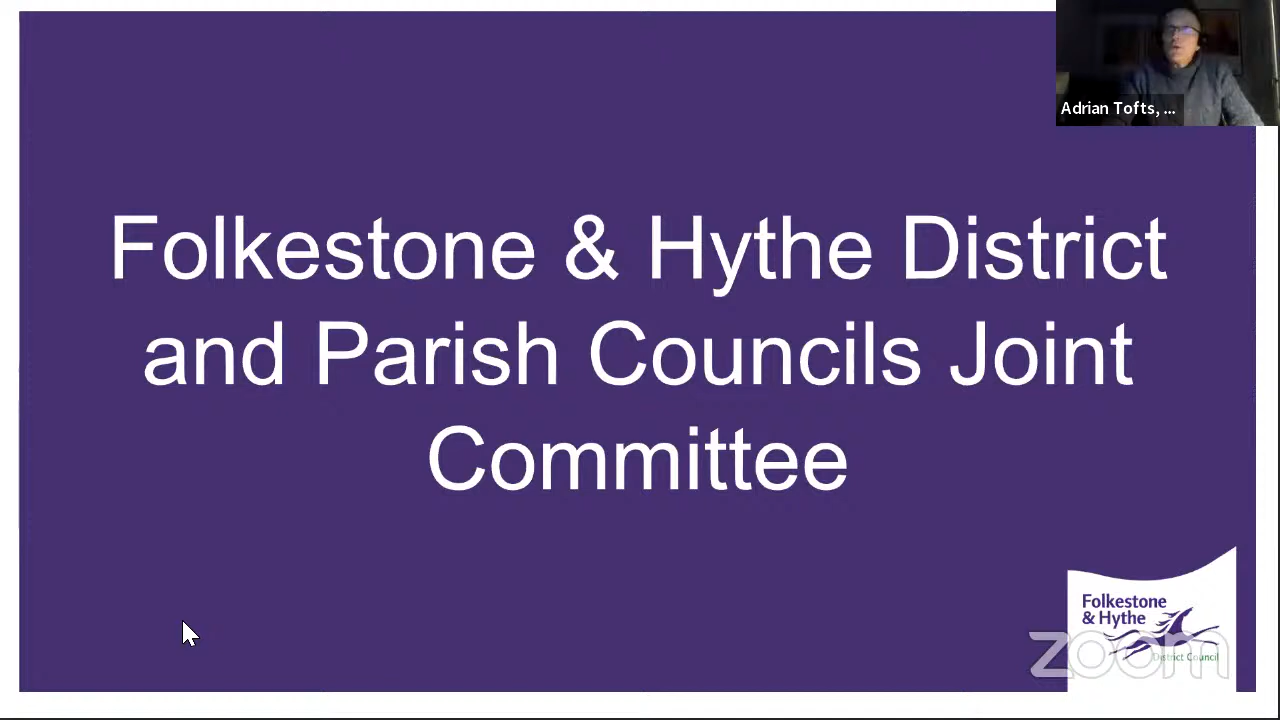 Adrian Tofts, ...
Folkestone & Hythe District
and Parish Councils Joint
Committee
Folkestone
& Hythe
District Council
zoom